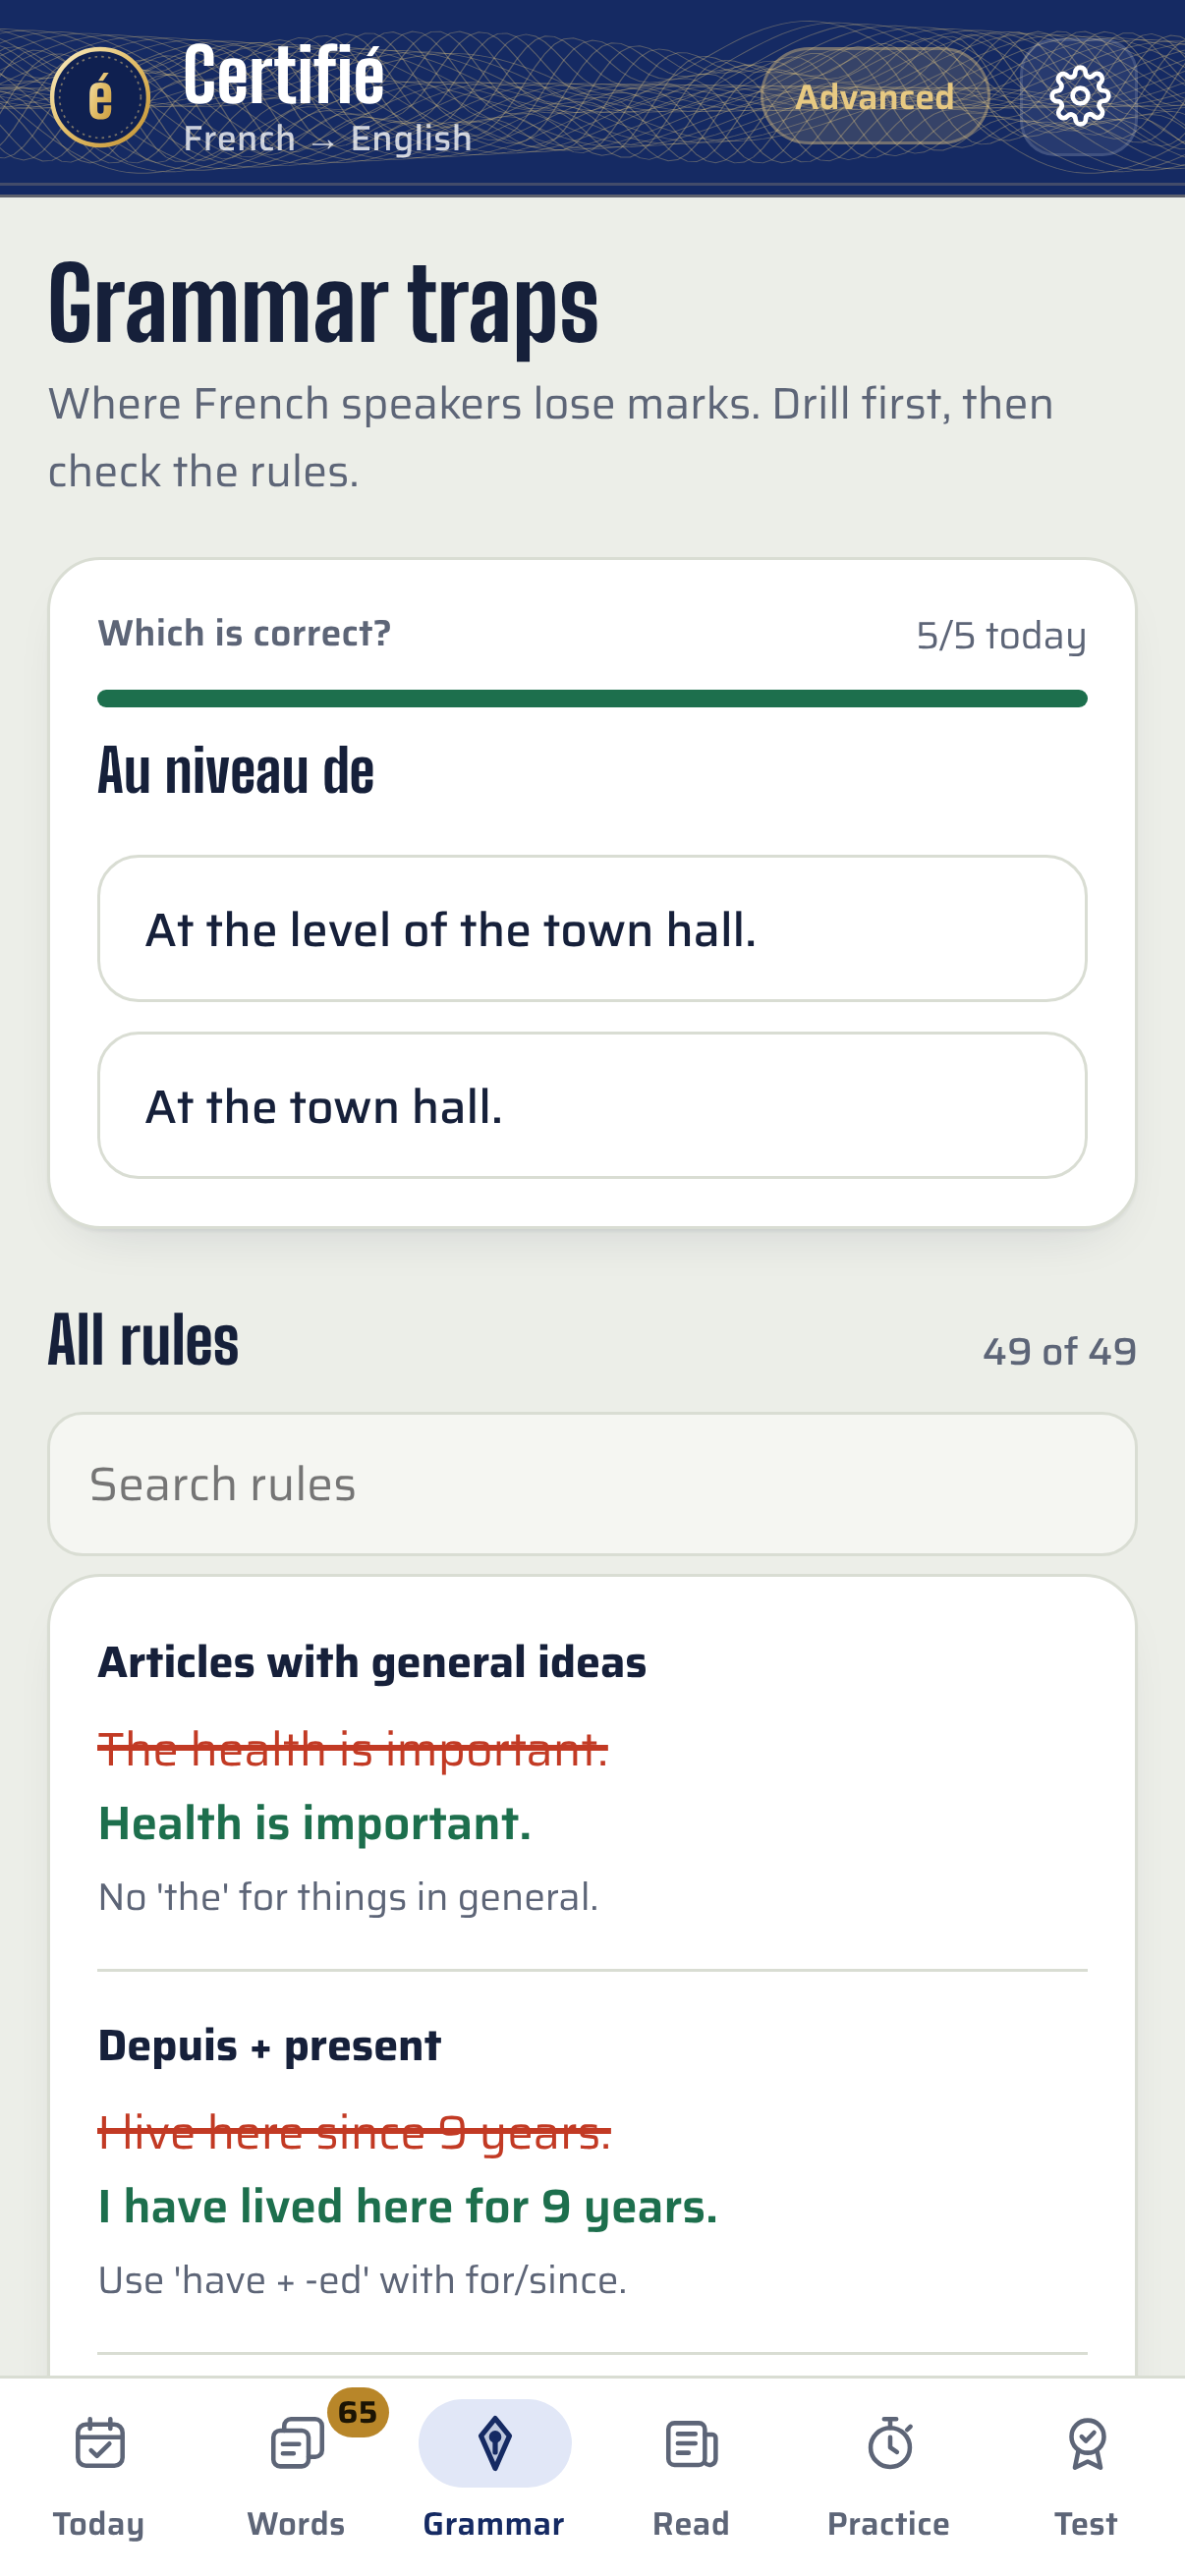 é
Certifié
French → English
Advanced
Grammar traps
Where French speakers lose marks. Drill first, then
check the rules.
Which is correct?
5/5 today
Au niveau de
At the level of the town hall.
At the town hall.
All rules
49 of 49
Search rules
Articles with general ideas
The health is important.
Health is important.
No 'the' for things in general.
Depuis + present
I live here since 9 years.
I have lived here for 9 years.
Use 'have + -ed' with for/since.
65
Today
Words
Grammar
Read
Practice
Test